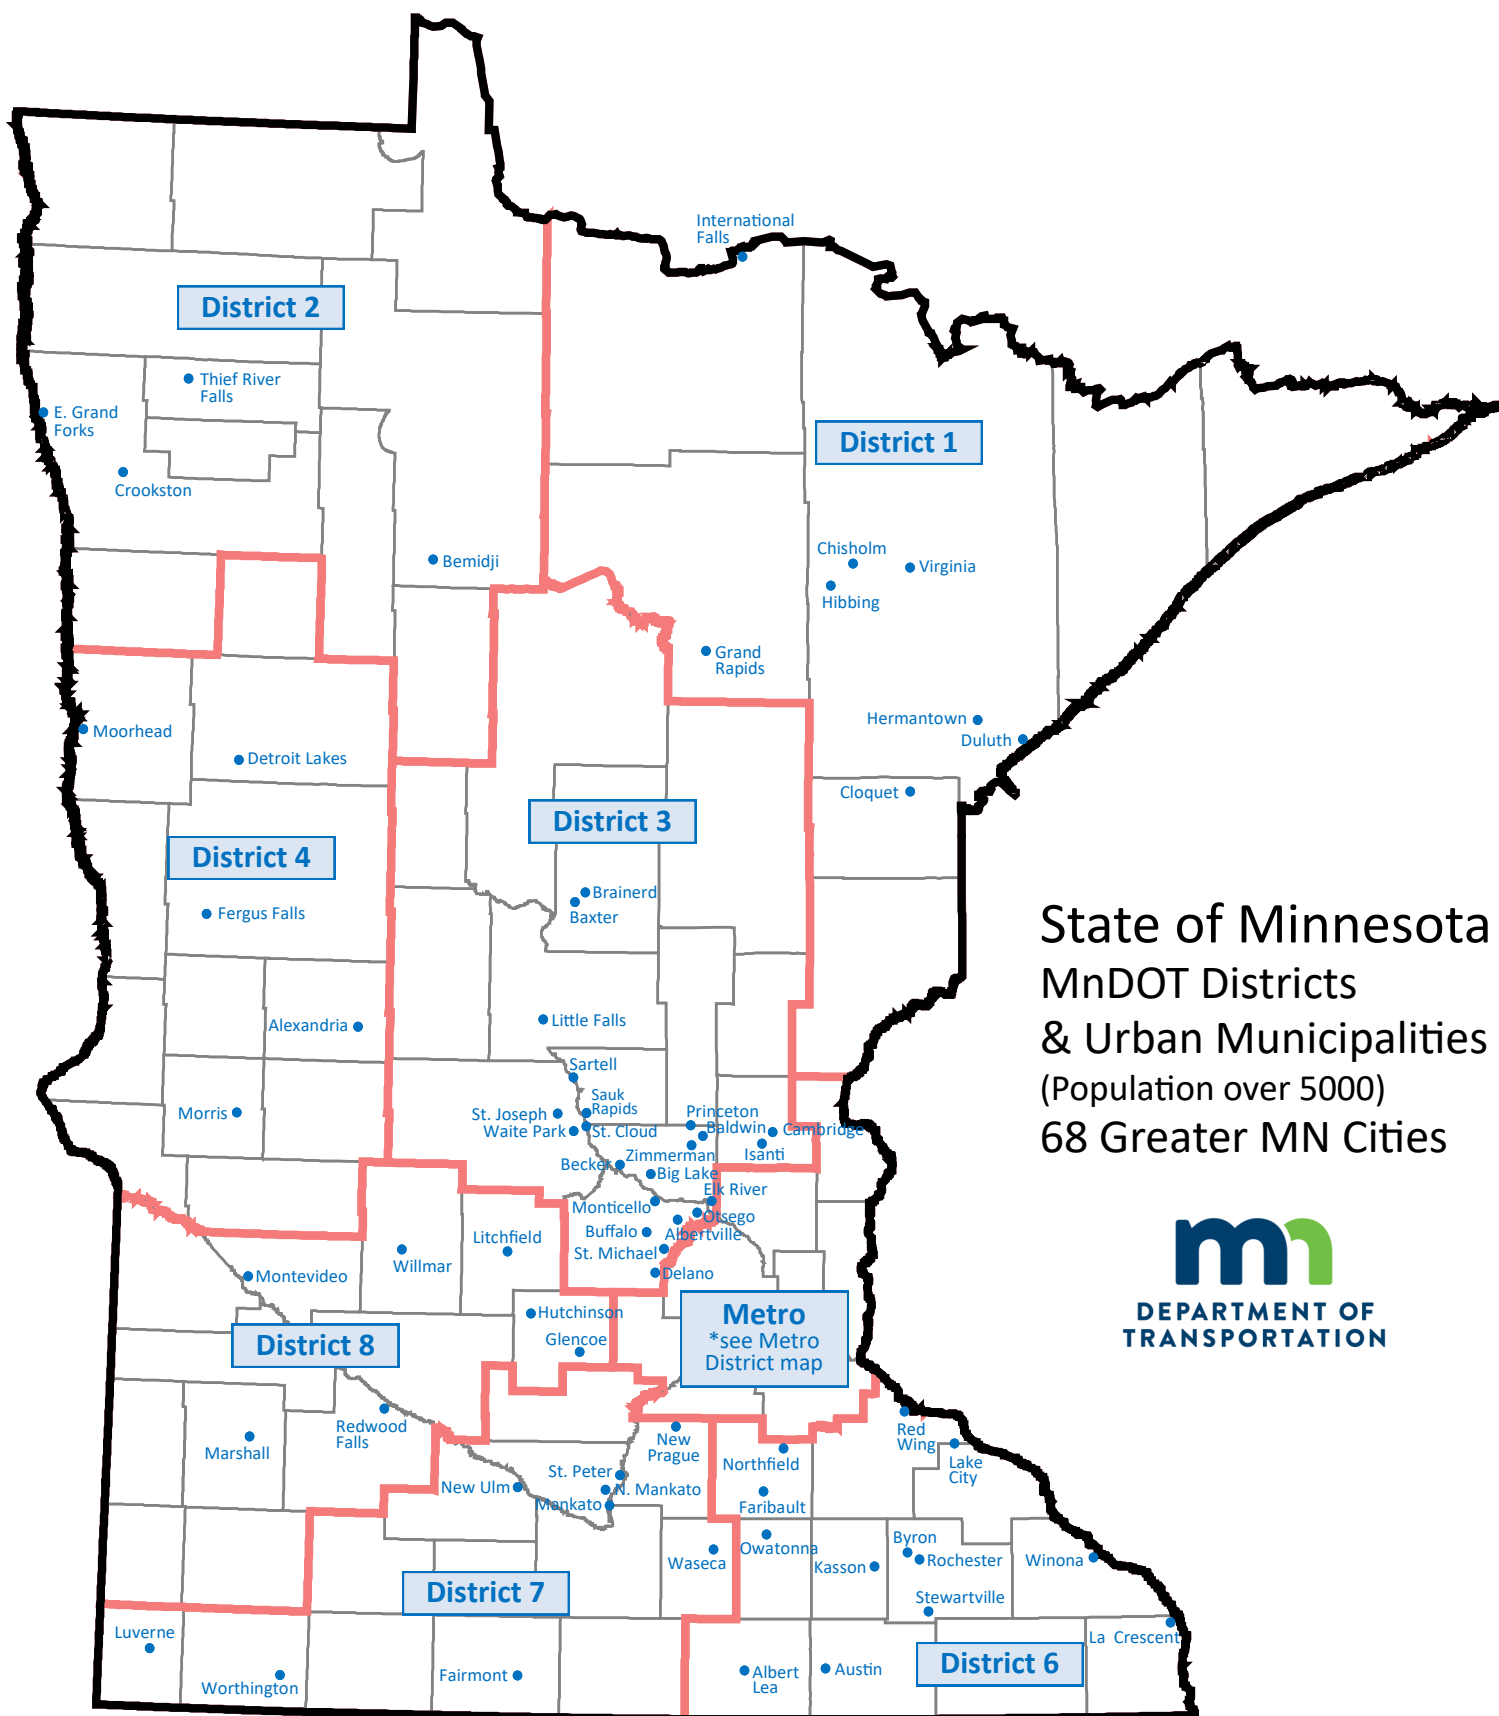 International
Falls
District 2
Thief River
Falls
E. Grand
Forks
Crookston
District 1
Bemidji
Chisholm
Virginia
Hibbing
Grand
Rapids
Hermantown
Duluth
Moorhead
Detroit Lakes
Cloquet
District 3
District 4
Brainerd
Baxter
Fergus Falls
State of Minnesota
MnDOT Districts
& Urban Municipalities
(Population over 5000)
68 Greater MN Cities
Little Falls
Alexandria
Sartell
Sauk
Rapids
Morris
St. Joseph
Waite Park
St. Cloud
Princeton
Baldwin
Cambridge
Zimmerman
Isanti
Becker
Big Lake
Elk River
Monticello
Otsego
Buffalo
Albertville
St. Michael
Delano
Litchfield
Willmar
Montevideo
Hutchinson
Glencoe
Metro
*see Metro
District map
DEPARTMENT OF
TRANSPORTATION
District 8
Redwood
Falls
Marshall
New
Prague
Northfield
Red
Wing
Lake
City
St. Peter
New Ulm
N. Mankato
Mankato
Faribault
Owatonna
Waseca
Kasson
Byron
Rochester
Winona
Stewartville
District 7
Luverne
Worthington
Fairmont
Albert
Lea
Austin
District 6
La Crescent